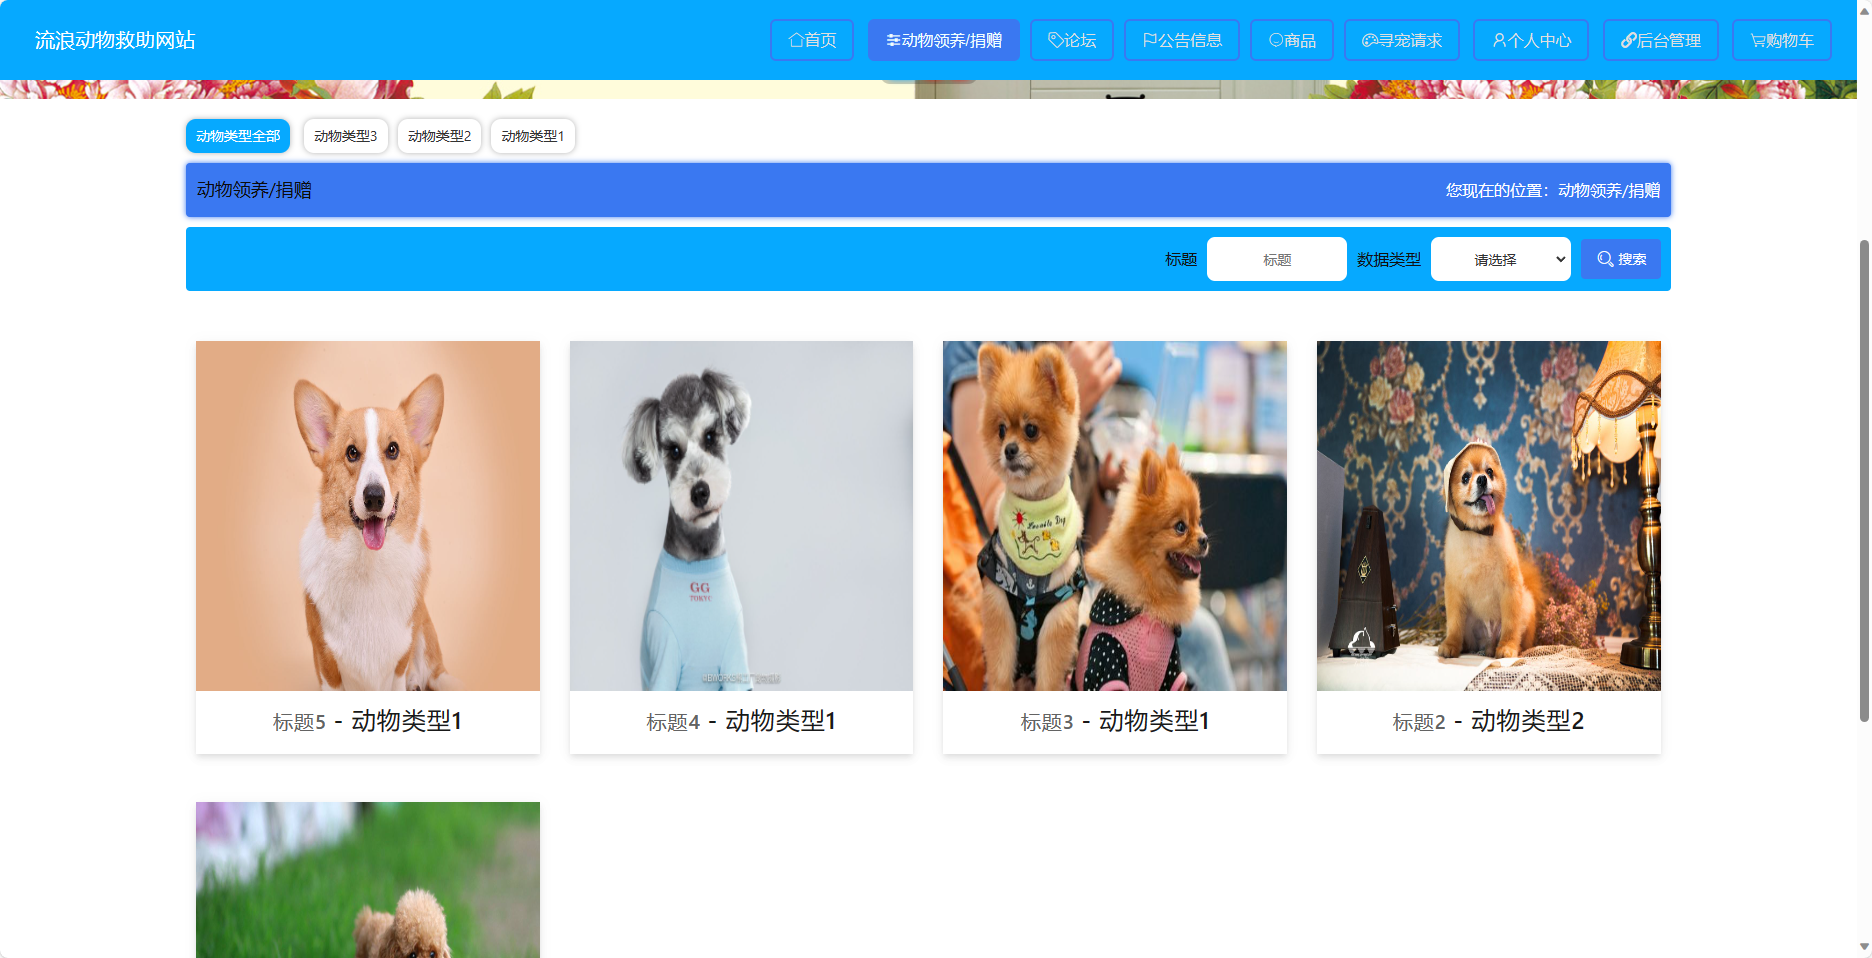 流浪动物救助网站
首页
动物领养/捐赠
论坛
公告信息
商品
寻宠请求
个人中心
后台管理
购物车
动物类型全部
动物类型3
动物类型2
动物类型1
动物领养/捐赠
您现在的位置：动物领养/捐赠
标题
标题
数据类型
请选择
搜索
GG
TOKYO
Lovely Dog
标题5 - 动物类型1
标题4 - 动物类型1
标题3 - 动物类型1
标题2 - 动物类型2